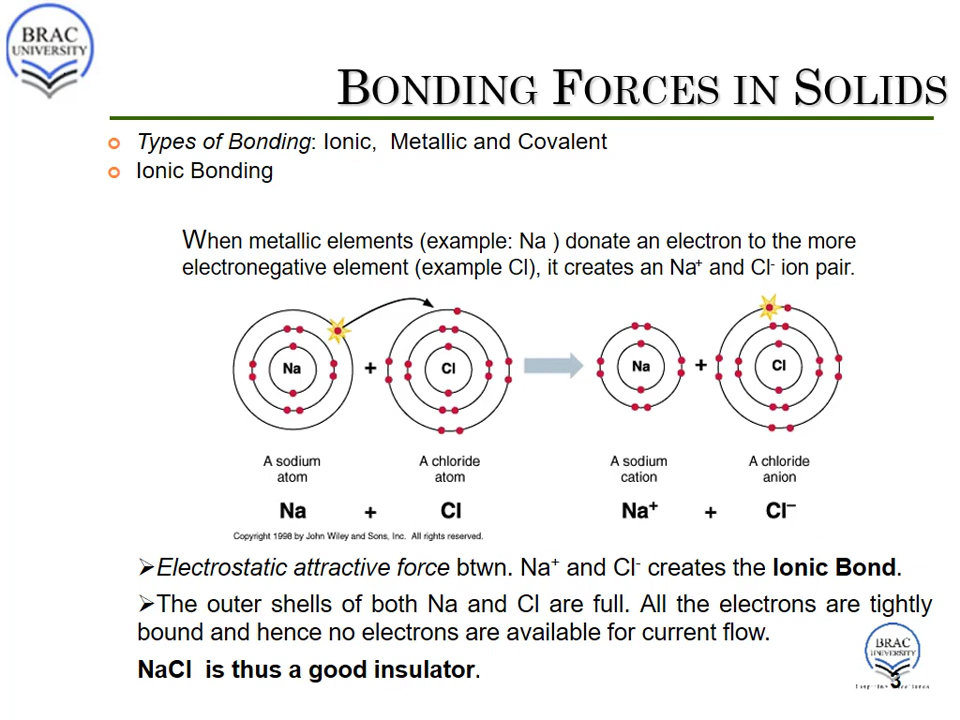 BRAC
UNIVERSITY
BONDING FORCES IN SOLIDS
Types of Bonding: Ionic, Metallic and Covalent
Ionic Bonding
When metallic elements (example: Na ) donate an electron to the more
electronegative element (example Cl), it creates an Na⁺ and Cl⁻ ion pair.
Na + Cl Na + Cl
A sodium A chloride A sodium A chloride
atom atom cation anion
Na + Cl Na⁺ + Cl⁻
Copyright 1998 by John Wiley and Sons, Inc. All rights reserved.
➢Electrostatic attractive force btwn. Na⁺ and Cl⁻ creates the Ionic Bond.
➢The outer shells of both Na and Cl are full. All the electrons are tightly
bound and hence no electrons are available for current flow.
NaCl is thus a good insulator.
BRAC
UNIVERSITY
3